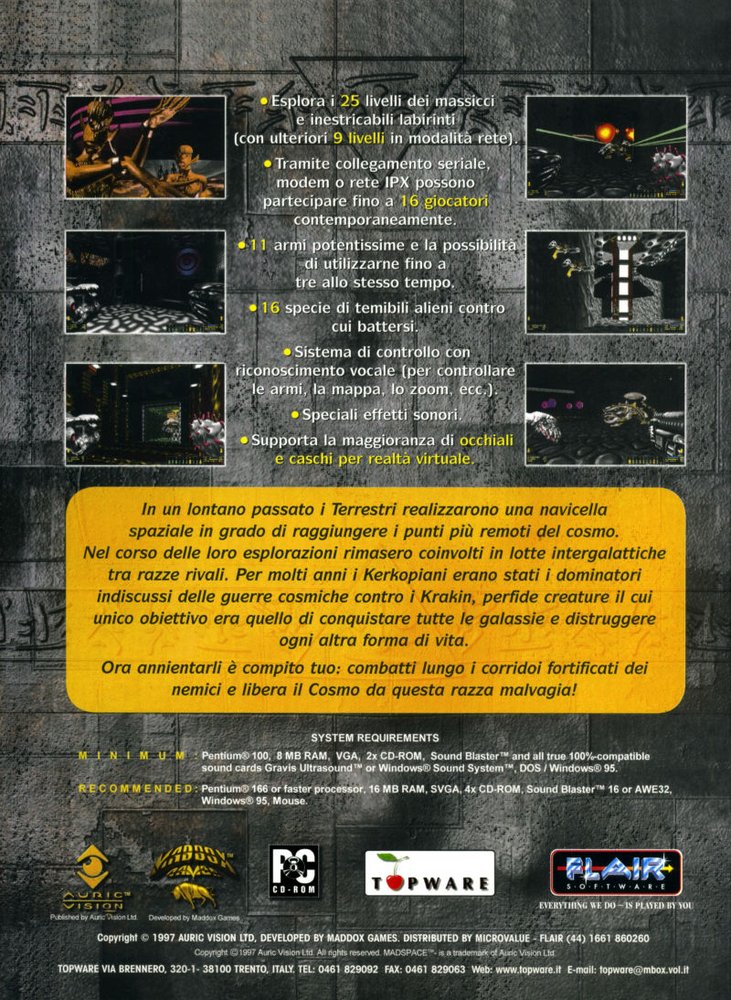 • Esplora i 25 livelli dei massicci
e inestricabili labirinti
(con ulteriori 9 livelli in modalità rete).
• Tramite collegamento seriale,
modem o rete IPX possono
partecipare fino a 16 giocatori
contemporaneamente.
• 11 armi potentissime e la possibilità
di utilizzarne fino a
tre allo stesso tempo.
• 16 specie di temibili alieni contro
cui battersi.
• Sistema di controllo con
riconoscimento vocale (per controllare
le armi, la mappa, lo zoom, ecc.).
• Speciali effetti sonori.
• Supporta la maggioranza di occhiali
e caschi per realtà virtuale.
In un lontano passato i Terrestri realizzarono una navicella
spaziale in grado di raggiungere i punti più remoti del cosmo.
Nel corso delle loro esplorazioni rimasero coinvolti in lotte intergalattiche
tra razze rivali. Per molti anni i Kerkopiani erano stati i dominatori
indiscussi delle guerre cosmiche contro i Krakin, perfide creature il cui
unico obiettivo era quello di conquistare tutte le galassie e distruggere
ogni altra forma di vita.
Ora annientarli è compito tuo: combatti lungo i corridoi fortificati dei
nemici e libera il Cosmo da questa razza malvagia!
SYSTEM REQUIREMENTS
MINIMUM: Pentium® 100, 8 MB RAM, VGA, 2x CD-ROM, Sound Blaster™ and all true 100%-compatible
sound cards Gravis Ultrasound™ or Windows® Sound System™, DOS / Windows® 95.
RECOMMENDED: Pentium® 166 or faster processor, 16 MB RAM, SVGA, 4x CD-ROM, Sound Blaster™ 16 or AWE32,
Windows® 95, Mouse.
AURIC™
VISION
Published by Auric Vision Ltd.
MADDOX™
GAMES
Developed by Maddox Games
PC
CD-ROM
TOPWARE
FLAIR
SOFTWARE
EVERYTHING WE DO – IS PLAYED BY YOU
Copyright © 1997 AURIC VISION LTD, DEVELOPED BY MADDOX GAMES. DISTRIBUTED BY MICROVALUE - FLAIR (44) 1661 860260
Copyright ©1997 Auric Vision Ltd. All rights reserved. MADSPACE™- is a trademark of Auric Vision Ltd.
TOPWARE VIA BRENNERO, 320-1- 38100 TRENTO, ITALY. TEL: 0461 829092 FAX: 0461 829063 Web: www.topware.it E-mail: topware@mbox.vol.it